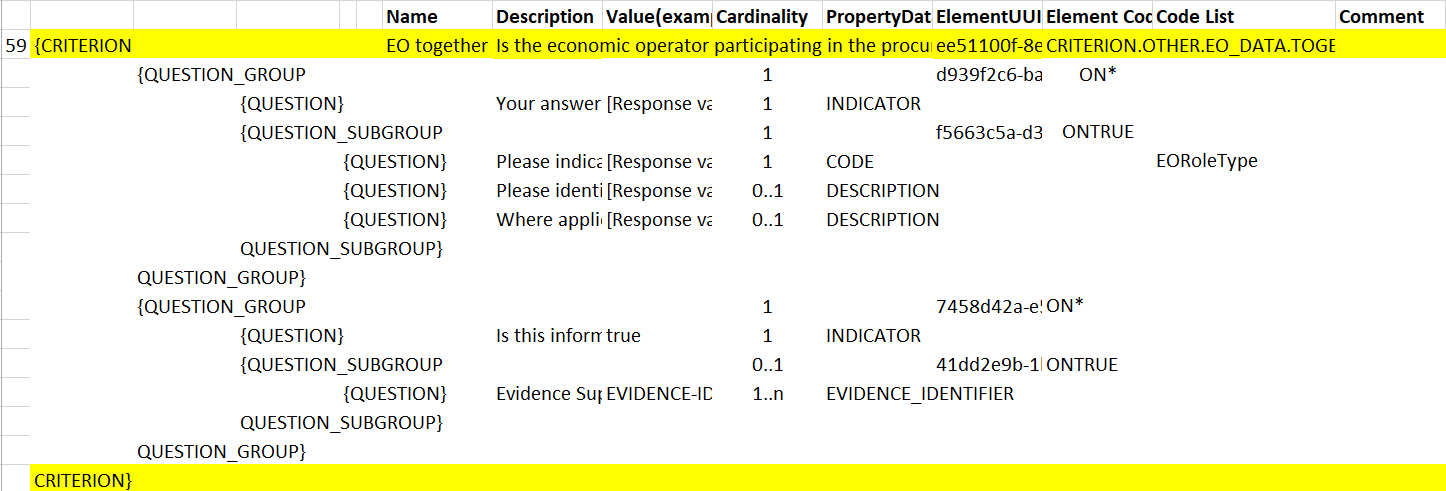 Name Description Value(examp Cardinality PropertyDat ElementUUI Element Cod Code List Comment
59 {CRITERION EO together Is the economic operator participating in the procur ee51100f-8e CRITERION.OTHER.EO_DATA.TOGE
{QUESTION_GROUP 1 d939f2c6-ba ON*
{QUESTION} Your answer [Response va 1 INDICATOR
{QUESTION_SUBGROUP 1 f5663c5a-d3 ONTRUE
{QUESTION} Please indica [Response va 1 CODE EORoleType
{QUESTION} Please identi [Response va 0..1 DESCRIPTION
{QUESTION} Where appli [Response va 0..1 DESCRIPTION
QUESTION_SUBGROUP}
QUESTION_GROUP}
{QUESTION_GROUP 1 7458d42a-e5 ON*
{QUESTION} Is this inform true 1 INDICATOR
{QUESTION_SUBGROUP 0..1 41dd2e9b-1 ONTRUE
{QUESTION} Evidence Sup EVIDENCE-ID 1..n EVIDENCE_IDENTIFIER
QUESTION_SUBGROUP}
QUESTION_GROUP}
CRITERION}